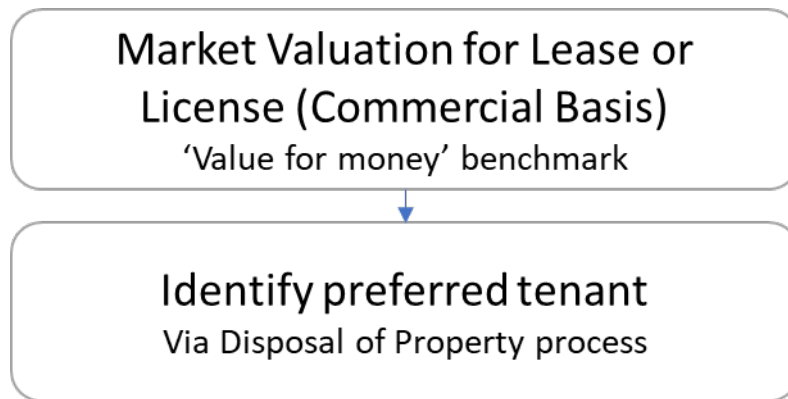 Market Valuation for Lease or
License (Commercial Basis)
‘Value for money’ benchmark
Identify preferred tenant
Via Disposal of Property process